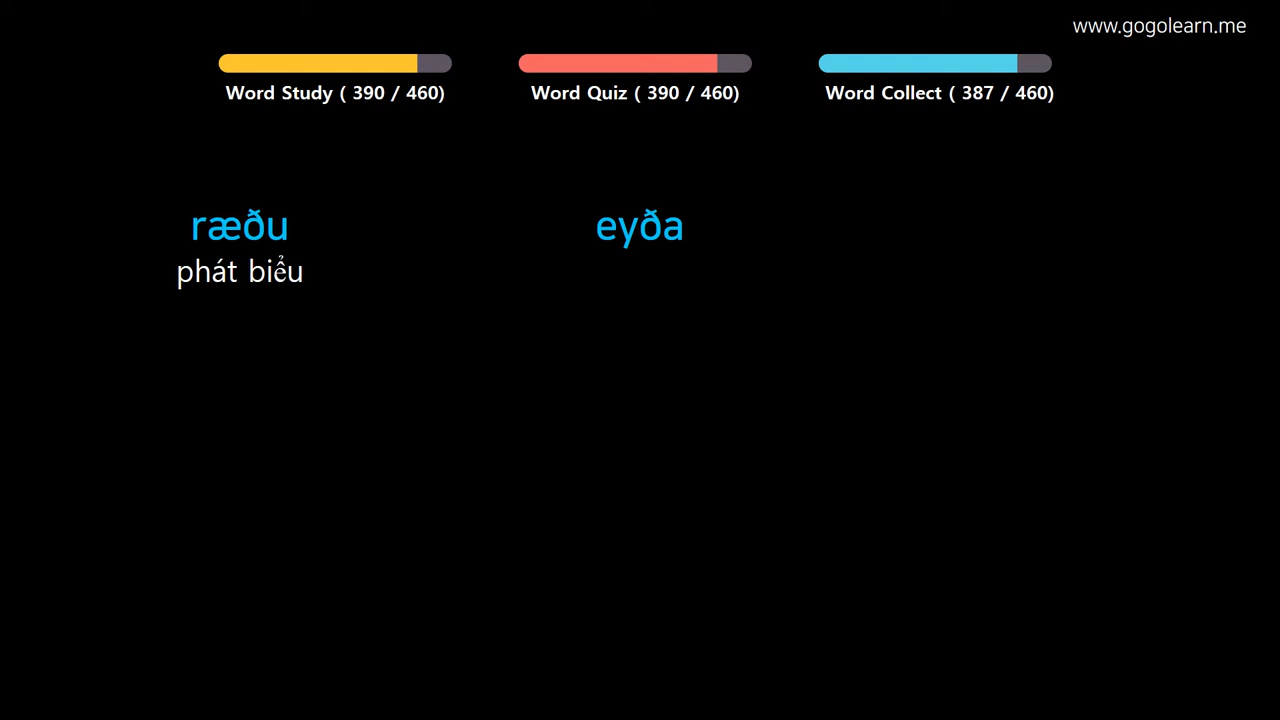 www.gogolearn.me
Word Study ( 390 / 460)
Word Quiz ( 390 / 460)
Word Collect ( 387 / 460)
ræðu
phát biểu
eyða